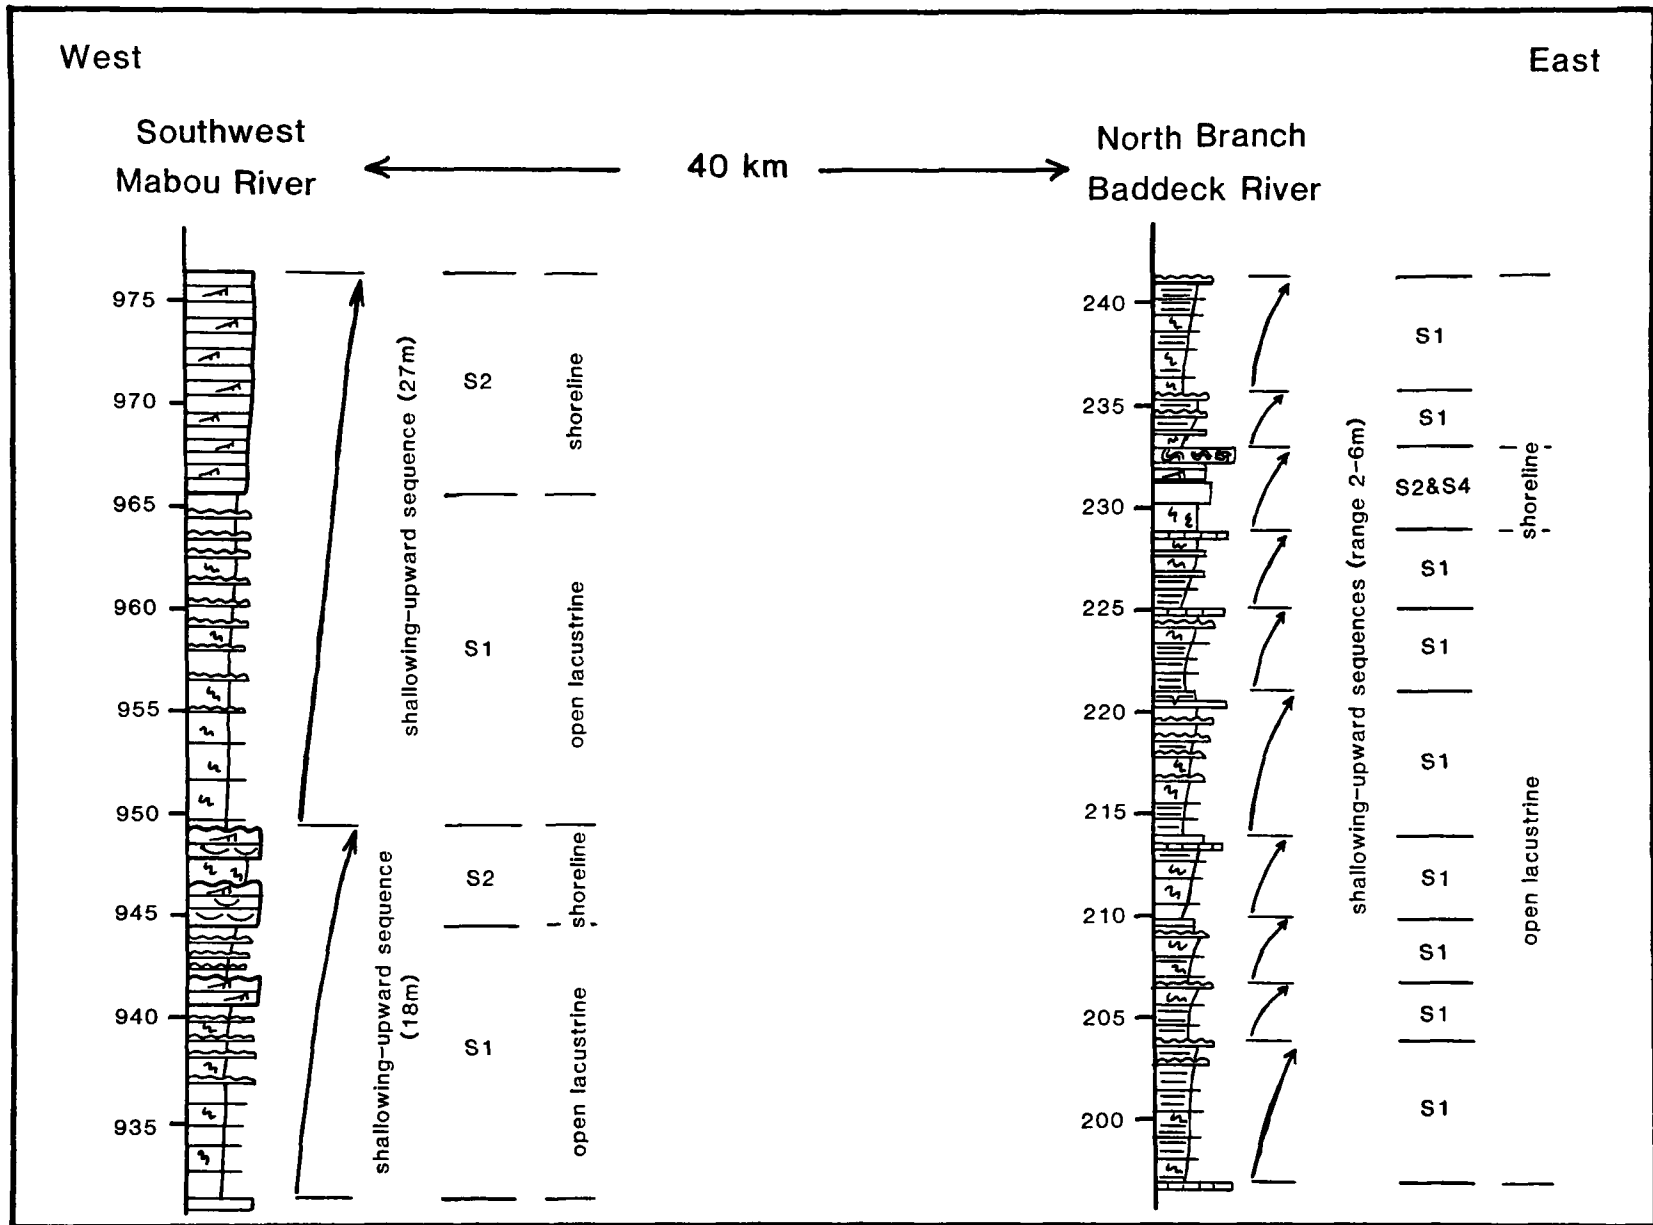 West
East
Southwest
Mabou River
40 km
North Branch
Baddeck River
975
970
965
960
955
950
945
940
935
shallowing-upward sequence (27m)
shallowing-upward sequence
(18m)
S2
S1
S2
S1
shoreline
open lacustrine
shoreline
open lacustrine
240
235
230
225
220
215
210
205
200
shallowing-upward sequences (range 2-6m)
S1
S1
S2&S4
S1
S1
S1
S1
S1
S1
S1
shoreline
open lacustrine